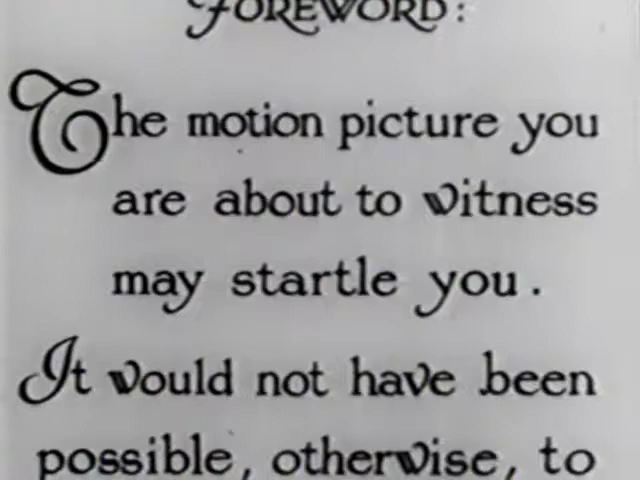 FOREWORD:
The motion picture you
are about to witness
may startle you.
It would not have been
possible, otherwise, to